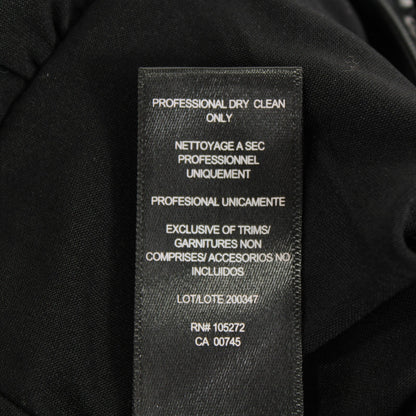 PROFESSIONAL DRY CLEAN
ONLY
NETTOYAGE A SEC
PROFESSIONNEL
UNIQUEMENT
PROFESIONAL UNICAMENTE
EXCLUSIVE OF TRIMS/
GARNITURES NON
COMPRISES/ ACCESORIOS NO
INCLUIDOS
LOT/LOTE 200347
RN# 105272
CA 00745